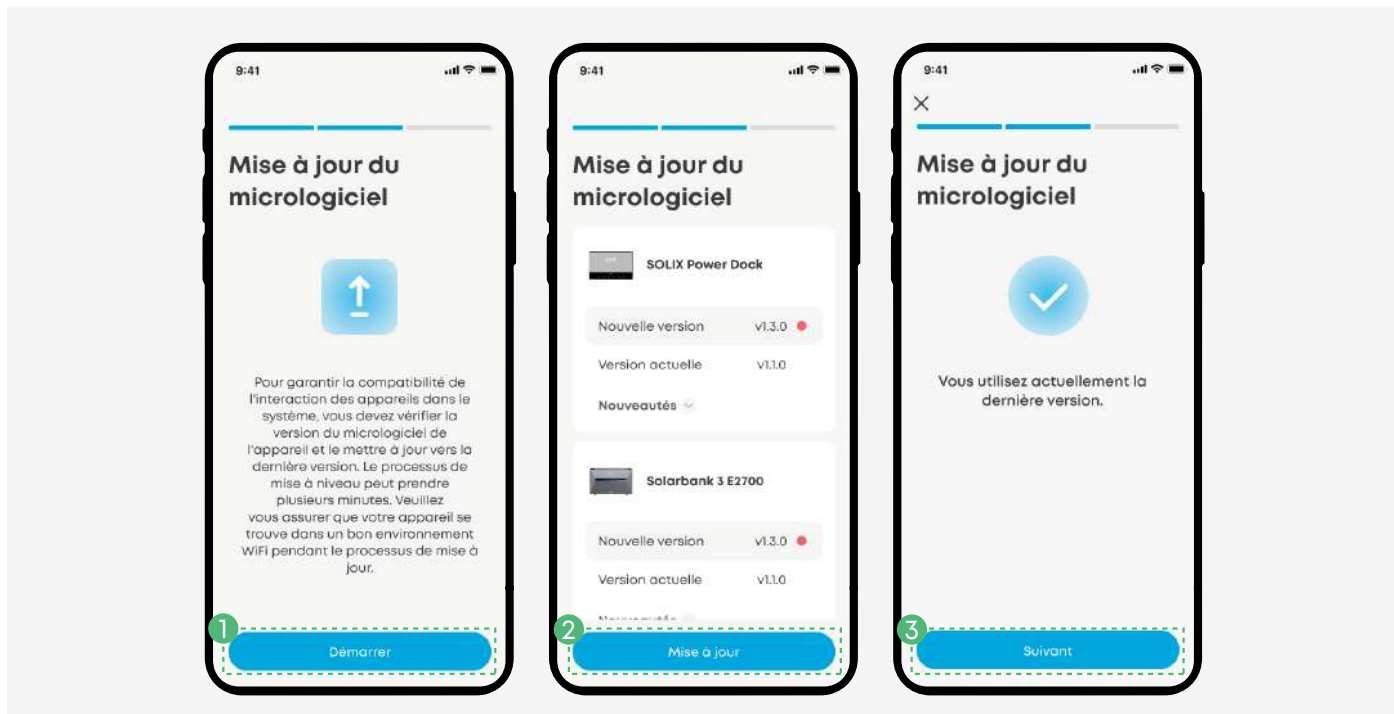 9:41
Mise à jour du
micrologiciel
Pour garantir la compatibilité de
l'interaction des appareils dans le
système, vous devez vérifier la
version du micrologiciel de
l'appareil et le mettre à jour vers la
dernière version. Le processus de
mise à niveau peut prendre
plusieurs minutes. Veuillez
vous assurer que votre appareil se
trouve dans un bon environnement
WiFi pendant le processus de mise à
jour.
1
Démarrer
9:41
Mise à jour du
micrologiciel
SOLIX Power Dock
Nouvelle version v1.3.0
Version actuelle v1.1.0
Nouveautés
Solarbank 3 E2700
Nouvelle version v1.3.0
Version actuelle v1.1.0
2
Mise à jour
9:41
Mise à jour du
micrologiciel
Vous utilisez actuellement la
dernière version.
3
Suivant